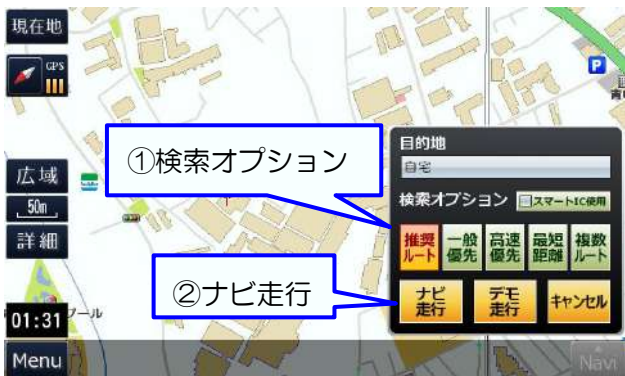 現在地
GPS
P
①検索オプション
目的地
自宅
広域
50m
詳細
検索オプション
スマートIC使用
推奨
ルート
一般
優先
高速
優先
最短
距離
複数
ルート
②ナビ走行
ナビ
走行
デモ
走行
キャンセル
プール
01:31
Menu
Navi